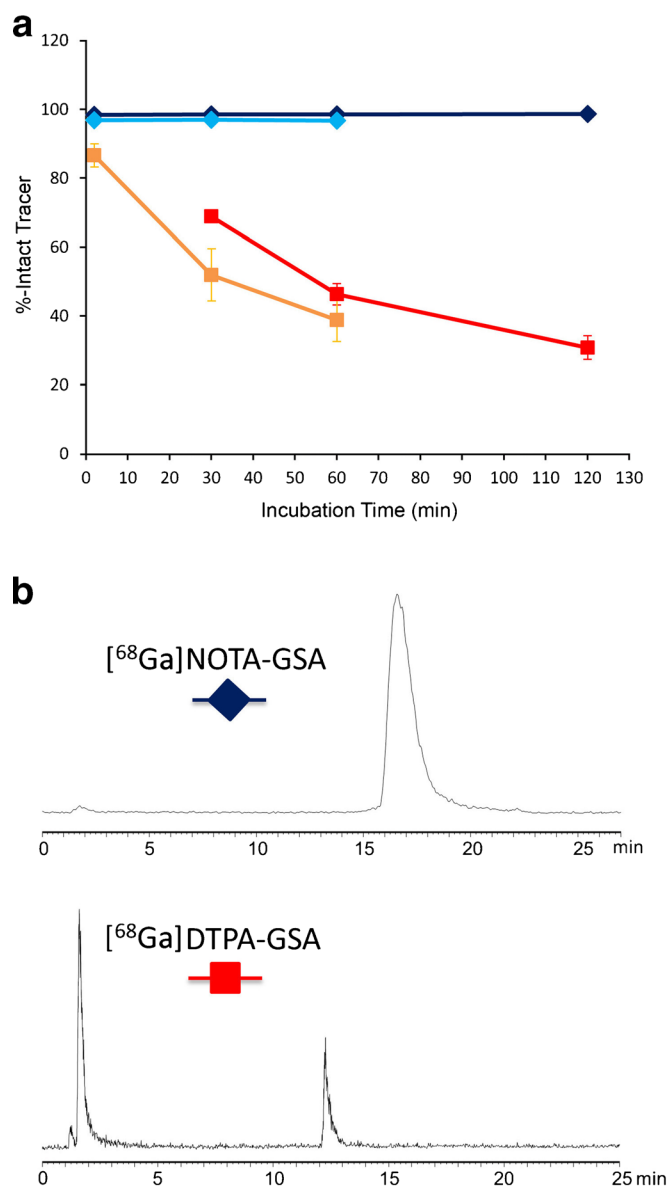 a
120
100
80
60
40
20
0
%-Intact Tracer
0 10 20 30 40 50 60 70 80 90 100 110 120 130
Incubation Time (min)
b
[⁶⁸Ga]NOTA-GSA
0 5 10 15 20 25 min
[⁶⁸Ga]DTPA-GSA
0 5 10 15 20 25 min